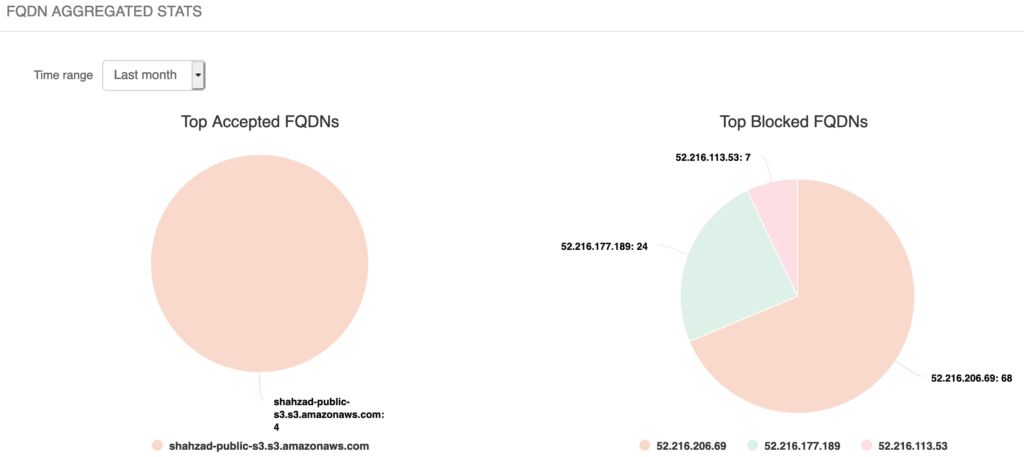 FQDN AGGREGATED STATS
Time range
Last month
Top Accepted FQDNs
shahzad-public-
s3.s3.amazonaws.com:
4
shahzad-public-s3.s3.amazonaws.com
Top Blocked FQDNs
52.216.113.53: 7
52.216.177.189: 24
52.216.206.69: 68
52.216.206.69
52.216.177.189
52.216.113.53